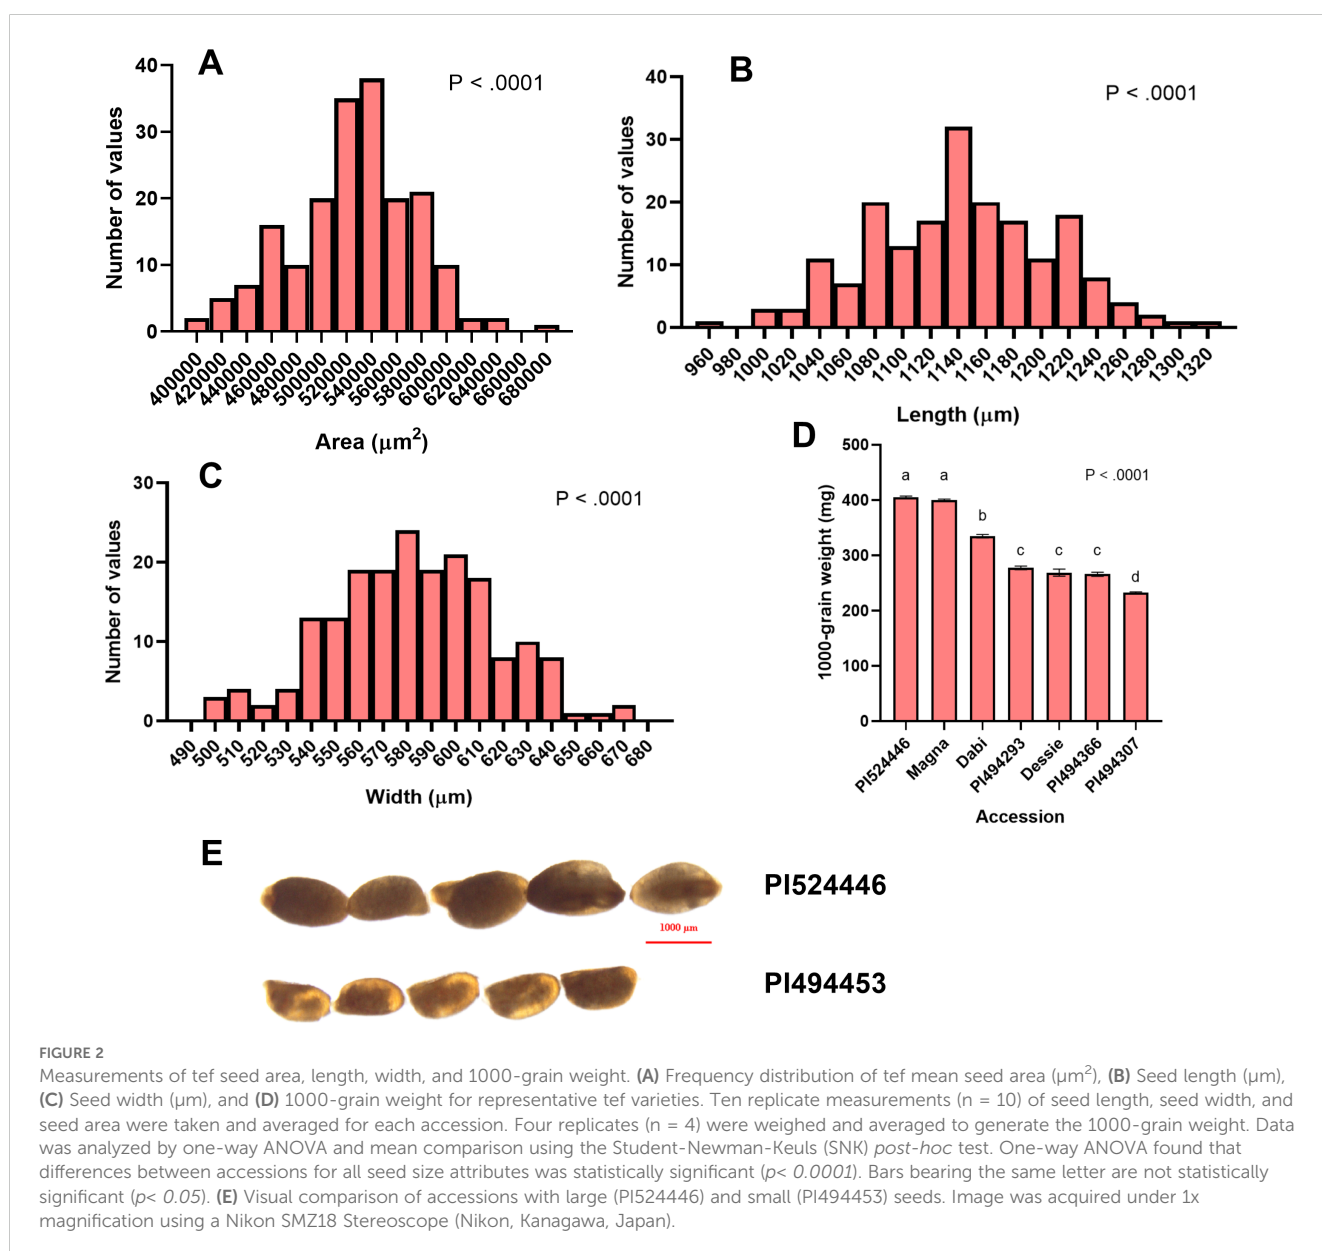 A
P < .0001
Number of values
40
30
20
10
0
400000
420000
440000
460000
480000
500000
520000
540000
560000
580000
600000
620000
640000
660000
680000
Area (μm²)
B
P < .0001
Number of values
40
30
20
10
0
960
980
1000
1020
1040
1060
1080
1100
1120
1140
1160
1180
1200
1220
1240
1260
1280
1300
1320
Length (μm)
C
P < .0001
Number of values
30
20
10
0
490
500
510
520
530
540
550
560
570
580
590
600
610
620
630
640
650
660
670
680
Width (μm)
D
P < .0001
1000-grain weight (mg)
500
400
300
200
100
0
a
a
b
c
c
c
d
PI524446
Magna
Dabi
PI494293
Dessie
PI494366
PI494307
Accession
E
PI524446
1000 μm
PI494453
FIGURE 2
Measurements of tef seed area, length, width, and 1000-grain weight. (A) Frequency distribution of tef mean seed area (μm²), (B) Seed length (μm),
(C) Seed width (μm), and (D) 1000-grain weight for representative tef varieties. Ten replicate measurements (n = 10) of seed length, seed width, and
seed area were taken and averaged for each accession. Four replicates (n = 4) were weighed and averaged to generate the 1000-grain weight. Data
was analyzed by one-way ANOVA and mean comparison using the Student-Newman-Keuls (SNK) post-hoc test. One-way ANOVA found that
differences between accessions for all seed size attributes was statistically significant (p< 0.0001). Bars bearing the same letter are not statistically
significant (p< 0.05). (E) Visual comparison of accessions with large (PI524446) and small (PI494453) seeds. Image was acquired under 1x
magnification using a Nikon SMZ18 Stereoscope (Nikon, Kanagawa, Japan).